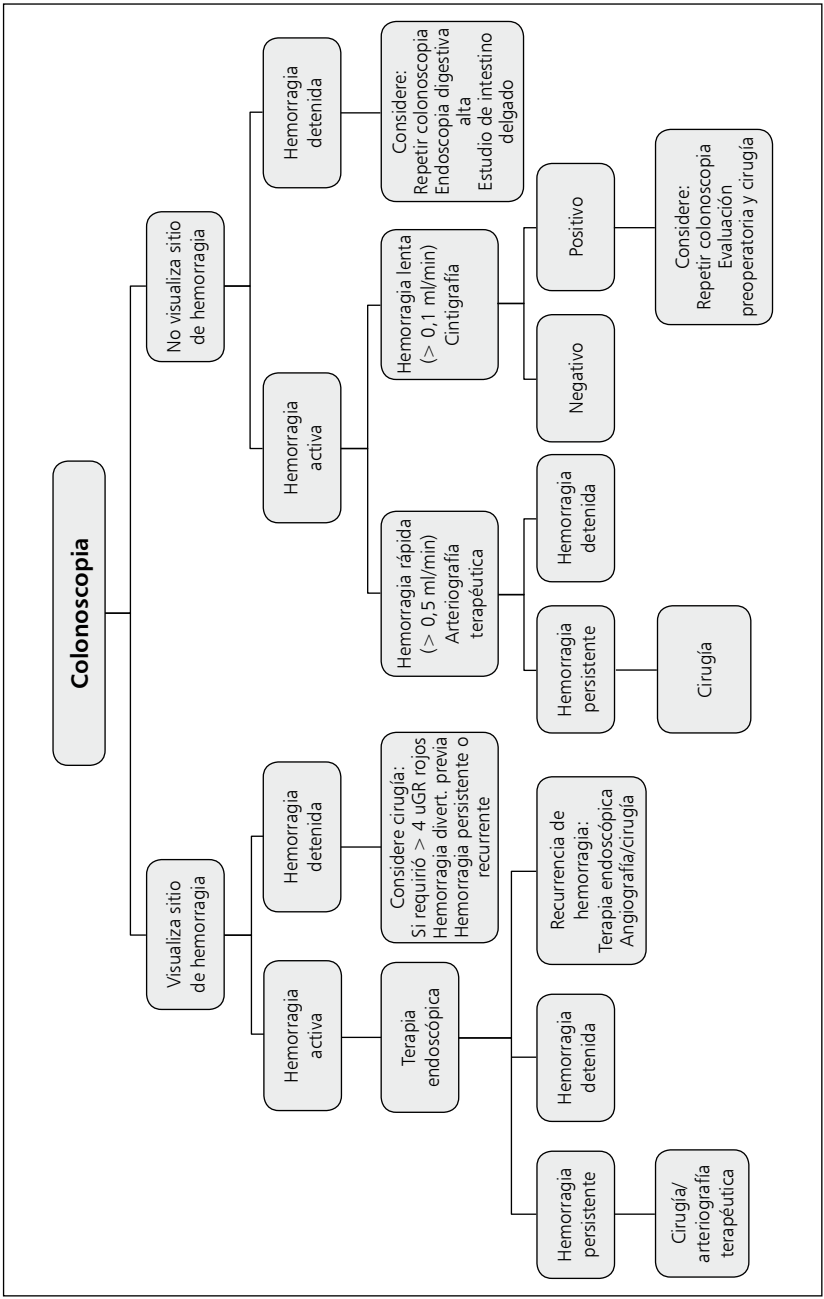 Colonoscopia
Visualiza sitio
de hemorragia
No visualiza sitio
de hemorragia
Hemorragia
activa
Hemorragia
detenida
Hemorragia
activa
Hemorragia
detenida
Terapia
endoscópica
Considere cirugía:
Si requirió > 4 uGR rojos
Hemorragia divert. previa
Hemorragia persistente o
recurrente
Hemorragia rápida
(> 0,5 ml/min)
Arteriografía
terapéutica
Hemorragia lenta
(> 0,1 ml/min)
Cintigrafía
Considere:
Repetir colonoscopia
Endoscopia digestiva
alta
Estudio de intestino
delgado
Hemorragia
persistente
Hemorragia
detenida
Recurrencia de
hemorragia:
Terapia endoscópica
Angiografía/cirugía
Hemorragia
persistente
Hemorragia
detenida
Negativo
Positivo
Cirugía/
arteriografía
terapéutica
Cirugía
Considere:
Repetir colonoscopia
Evaluación
preoperatoria y cirugía